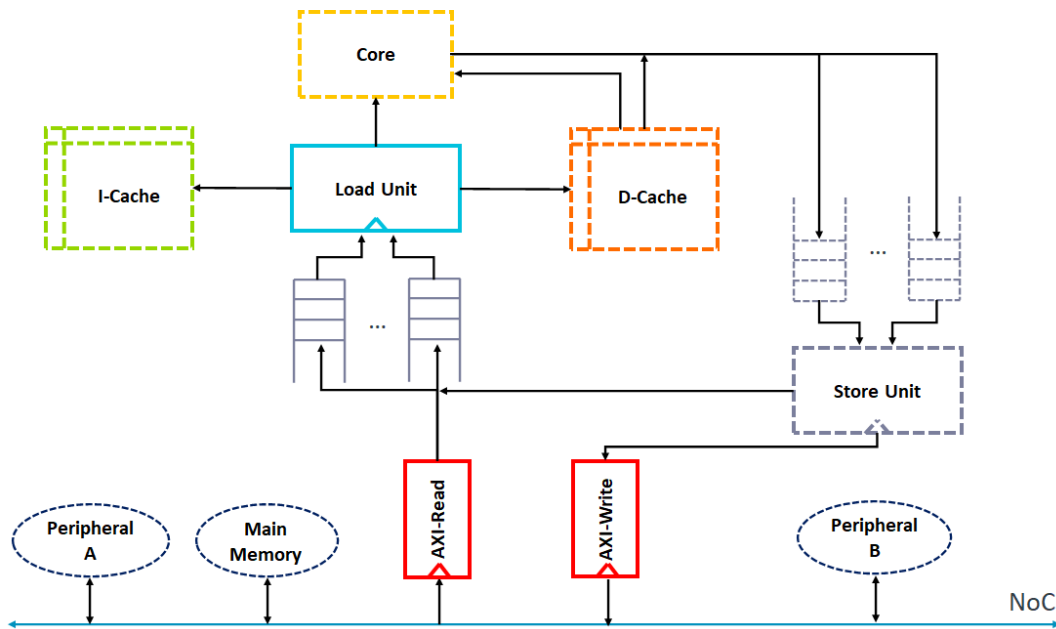 Core
I-Cache
Load Unit
D-Cache
...
...
Store Unit
AXI-Read
AXI-Write
Peripheral
A
Main
Memory
Peripheral
B
NoC